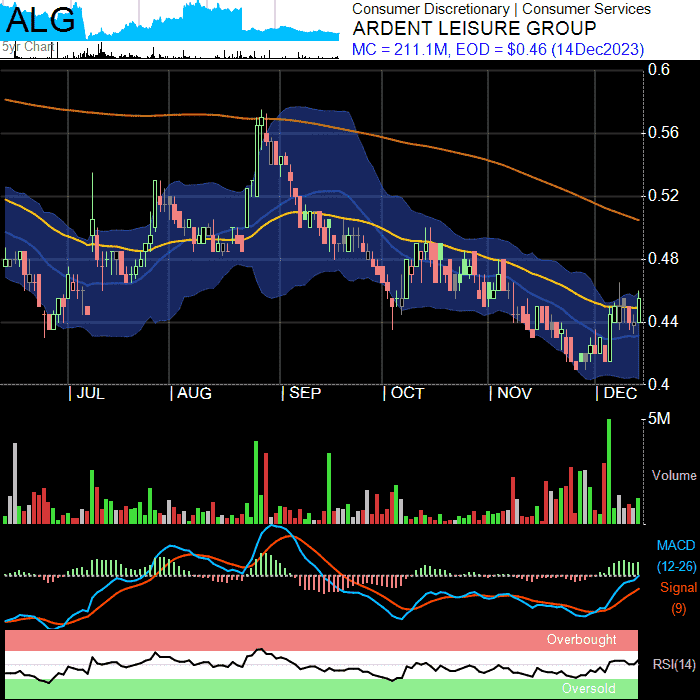 ALG
5yr Chart
Consumer Discretionary | Consumer Services
ARDENT LEISURE GROUP
MC = 211.1M, EOD = $0.46 (14Dec2023)
0.6
0.56
0.52
0.48
0.44
0.4
JUL AUG SEP OCT NOV DEC
5M
Volume
MACD
(12-26)
Signal
(9)
Overbought
RSI(14)
Oversold